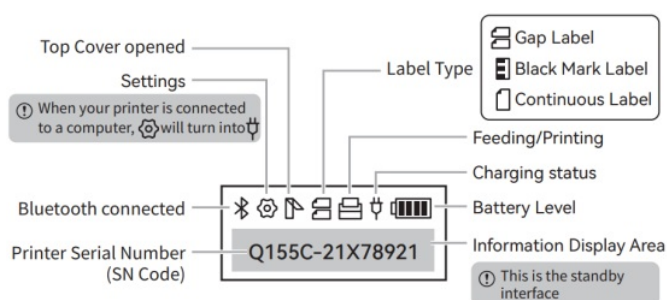 Top Cover opened
Settings
When your printer is connected
to a computer, will turn into
Bluetooth connected
Printer Serial Number
(SN Code)
Label Type
Gap Label
Black Mark Label
Continuous Label
Feeding/Printing
Charging status
Battery Level
Information Display Area
This is the standby
interface
Q155C-21X78921